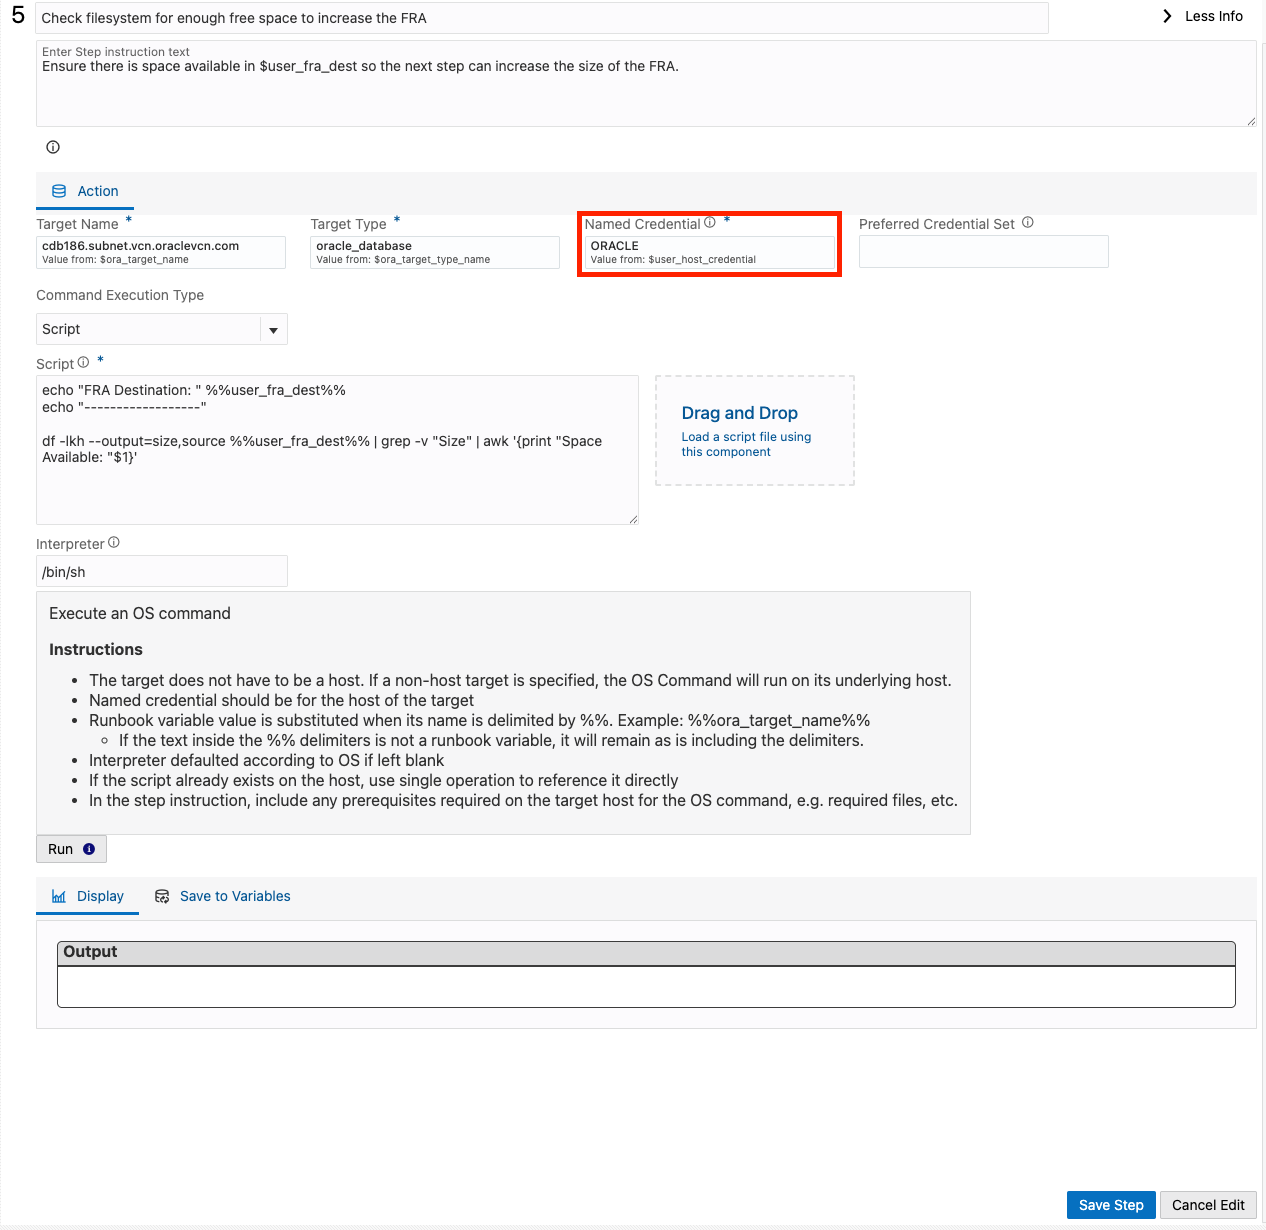 5
Check filesystem for enough free space to increase the FRA
Less Info
Enter Step instruction text
Ensure there is space available in $user_fra_dest so the next step can increase the size of the FRA.
Action
Target Name *
Target Type *
Named Credential *
Preferred Credential Set
cdb186.subnet.vcn.oraclevcn.com
Value from: $ora_target_name
oracle_database
Value from: $ora_target_type_name
ORACLE
Value from: $user_host_credential
Command Execution Type
Script
Script *
echo "FRA Destination: " %%user_fra_dest%%
echo "------------------"
df -lkh --output=size,source %%user_fra_dest%% | grep -v "Size" | awk '{print "Space
Available: "$1}'
Drag and Drop
Load a script file using
this component
Interpreter
/bin/sh
Execute an OS command
Instructions
• The target does not have to be a host. If a non-host target is specified, the OS Command will run on its underlying host.
• Named credential should be for the host of the target
• Runbook variable value is substituted when its name is delimited by %%. Example: %%ora_target_name%%
◦ If the text inside the %% delimiters is not a runbook variable, it will remain as is including the delimiters.
• Interpreter defaulted according to OS if left blank
• If the script already exists on the host, use single operation to reference it directly
• In the step instruction, include any prerequisites required on the target host for the OS command, e.g. required files, etc.
Run
Display
Save to Variables
Output
Save Step
Cancel Edit